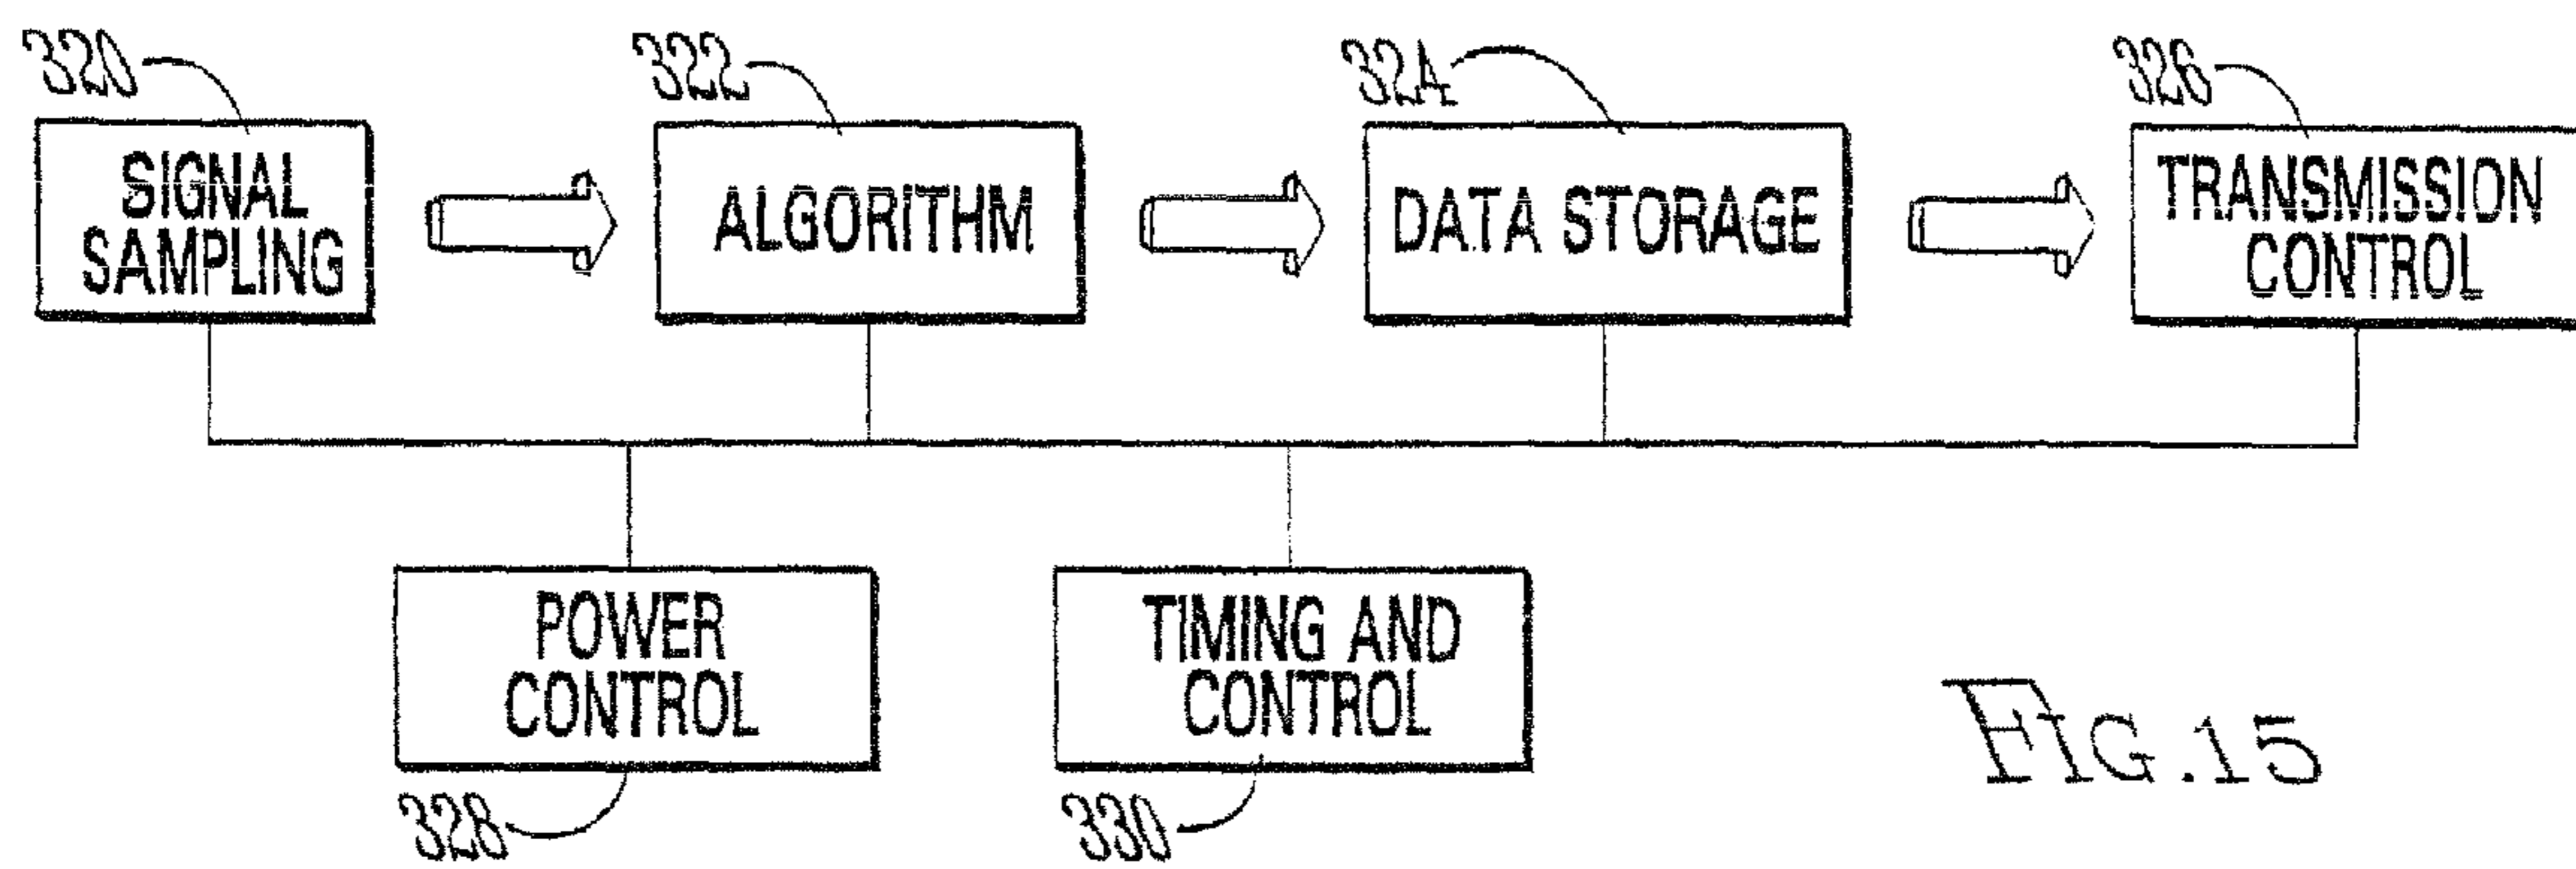 320
322
324
326
SIGNAL
SAMPLING
ALGORITHM
DATA STORAGE
TRANSMISSION
CONTROL
POWER
CONTROL
TIMING AND
CONTROL
328
330
FIG.15